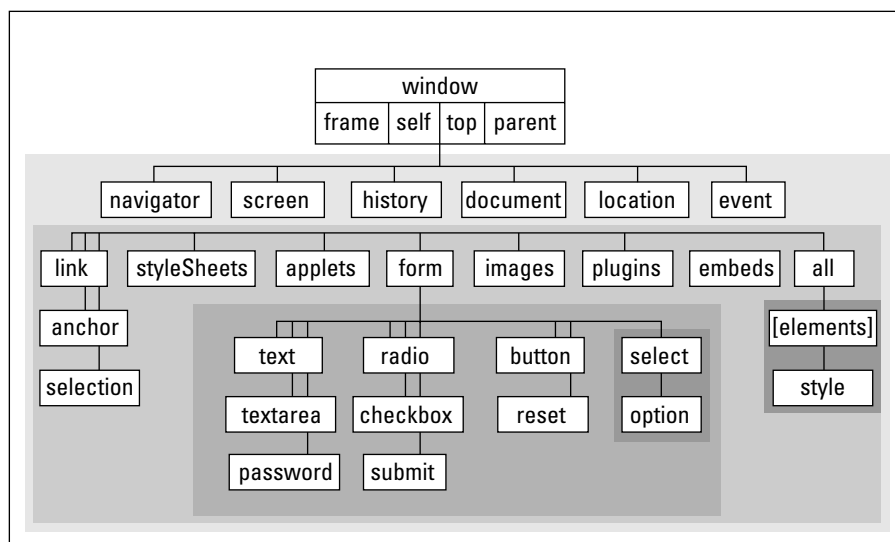 window
frame self top parent
navigator screen history document location event
link styleSheets applets form images plugins embeds all
anchor [elements]
text radio button select
selection style
textarea checkbox reset option
password submit